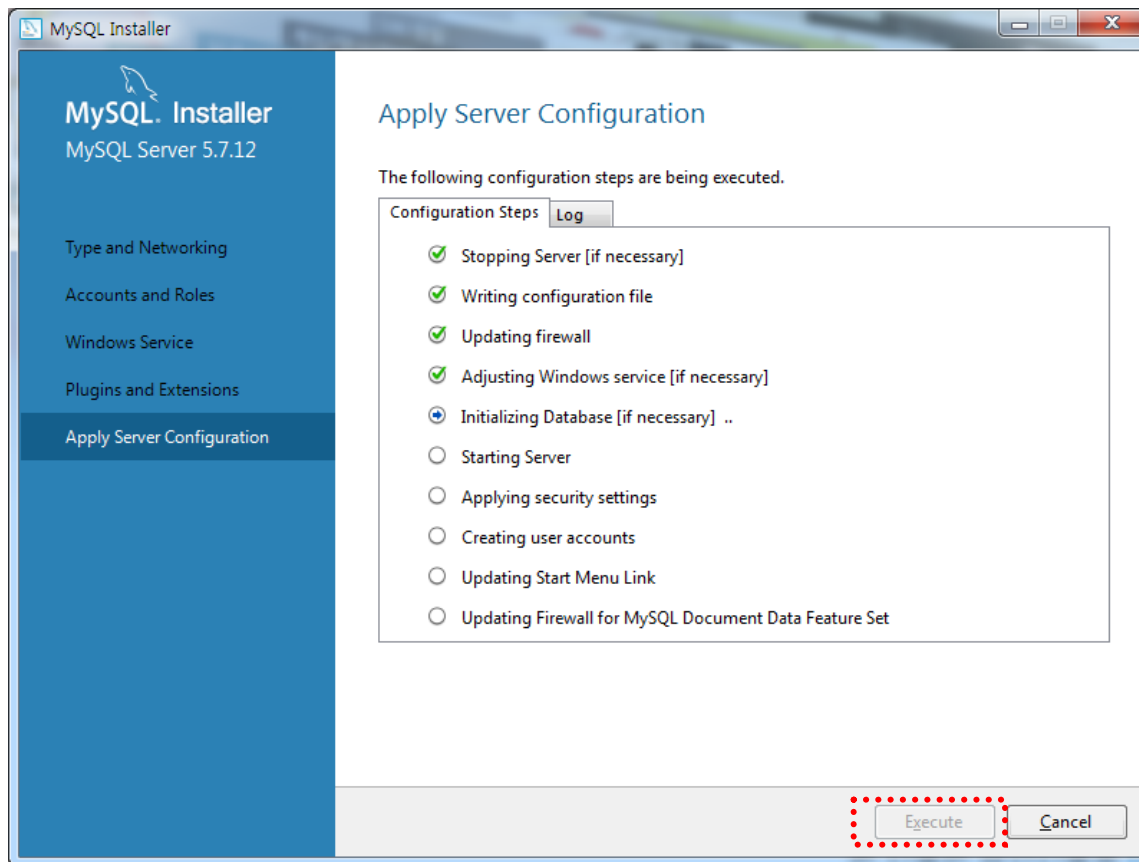 MySQL Installer
MySQL. Installer
MySQL Server 5.7.12
Type and Networking
Accounts and Roles
Windows Service
Plugins and Extensions
Apply Server Configuration
Apply Server Configuration
The following configuration steps are being executed.
Configuration Steps Log
Stopping Server [if necessary]
Writing configuration file
Updating firewall
Adjusting Windows service [if necessary]
Initializing Database [if necessary] ..
Starting Server
Applying security settings
Creating user accounts
Updating Start Menu Link
Updating Firewall for MySQL Document Data Feature Set
Execute Cancel